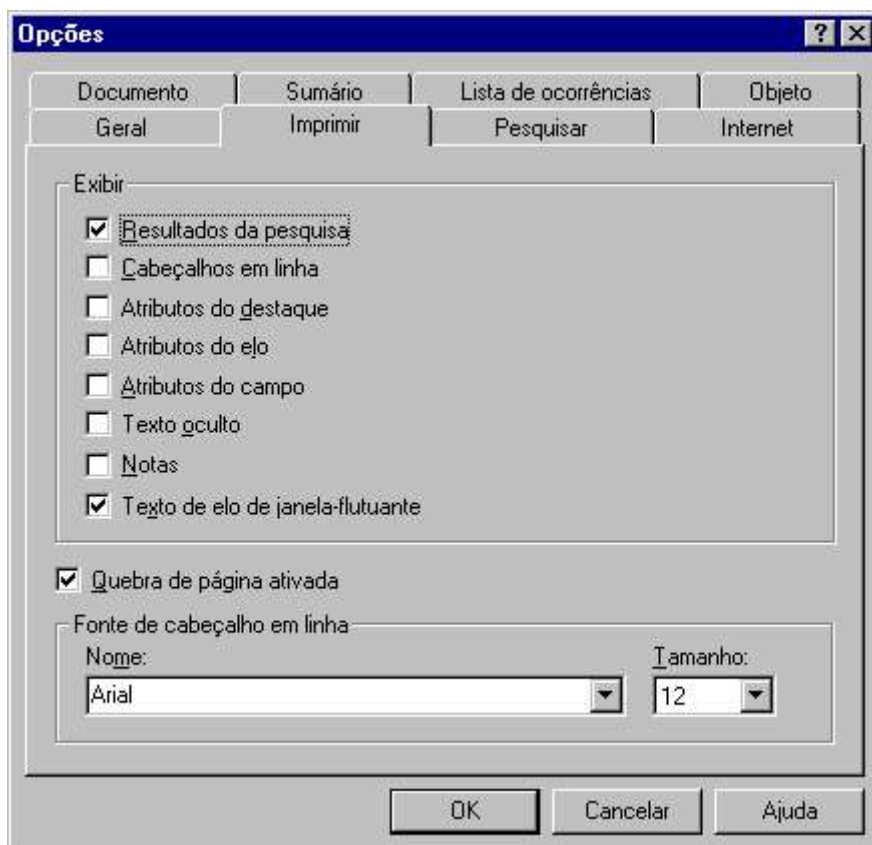 Opções
Documento Sumário Lista de ocorrências Objeto
Geral Imprimir Pesquisar Internet
Exibir
Resultados da pesquisa
Cabeçalhos em linha
Atributos do destaque
Atributos do elo
Atributos do campo
Texto oculto
Notas
Texto de elo de janela-flutuante
Quebra de página ativada
Fonte de cabeçalho em linha
Nome: Tamanho:
Arial 12
OK Cancelar Ajuda